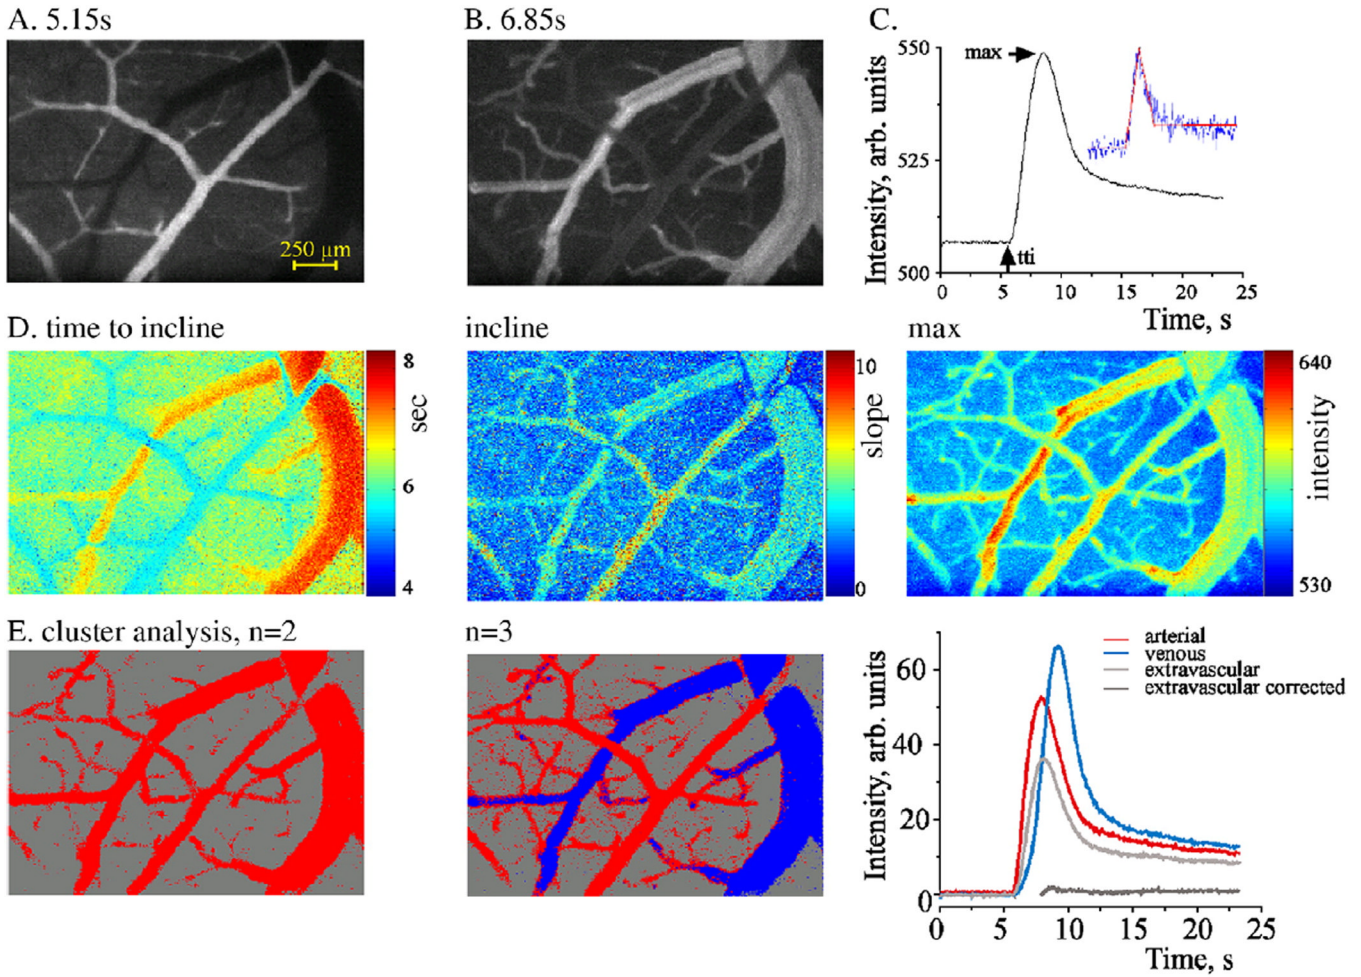 A. 5.15s
B. 6.85s
C.
250 µm
Intensity, arb. units
550
525
500
max
tti
0 5 10 15 20 25
Time, s
D. time to incline
incline
max
8
sec
6
4
10
slope
0
640
intensity
530
E. cluster analysis, n=2
n=3
Intensity, arb. units
60
40
20
0
arterial
venous
extravascular
extravascular corrected
0 5 10 15 20 25
Time, s